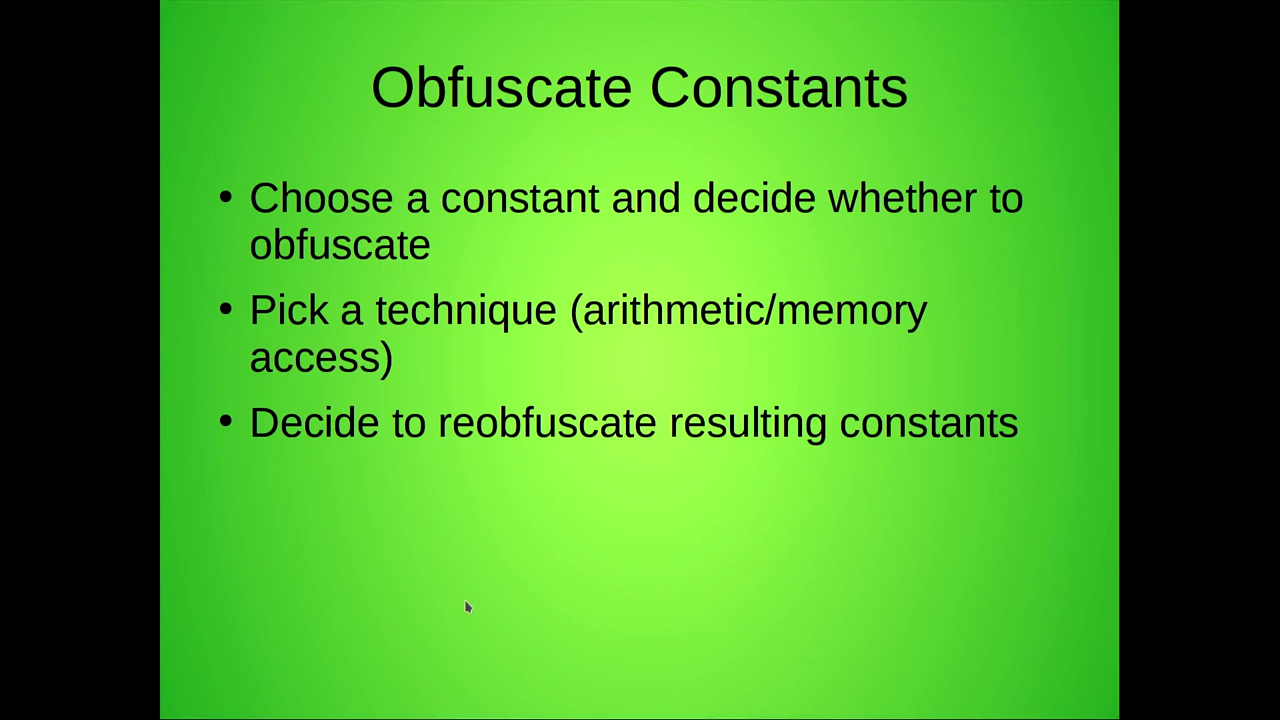 Obfuscate Constants
• Choose a constant and decide whether to
obfuscate
• Pick a technique (arithmetic/memory
access)
• Decide to reobfuscate resulting constants